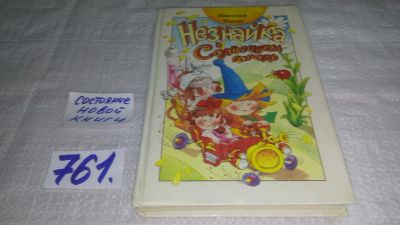 Николай
Носов
Незнайка
в Солнечном
городе
состояние
новой
книги
761.